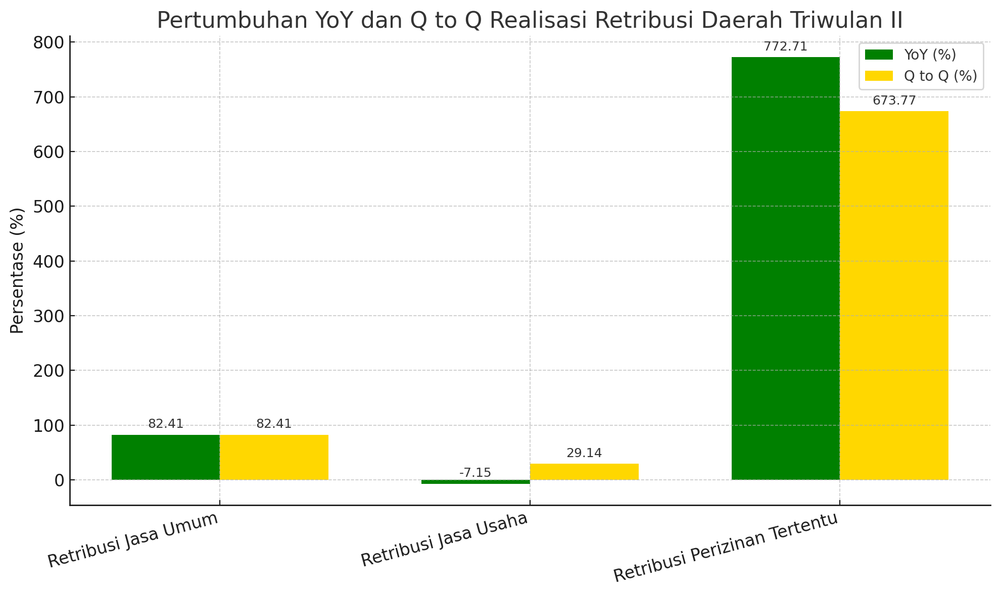 Pertumbuhan YoY dan Q to Q Realisasi Retribusi Daerah Triwulan II
YoY (%)
Q to Q (%)
Persentase (%)
800
700
600
500
400
300
200
100
0
82.41
82.41
-7.15
29.14
772.71
673.77
Retribusi Jasa Umum
Retribusi Jasa Usaha
Retribusi Perizinan Tertentu